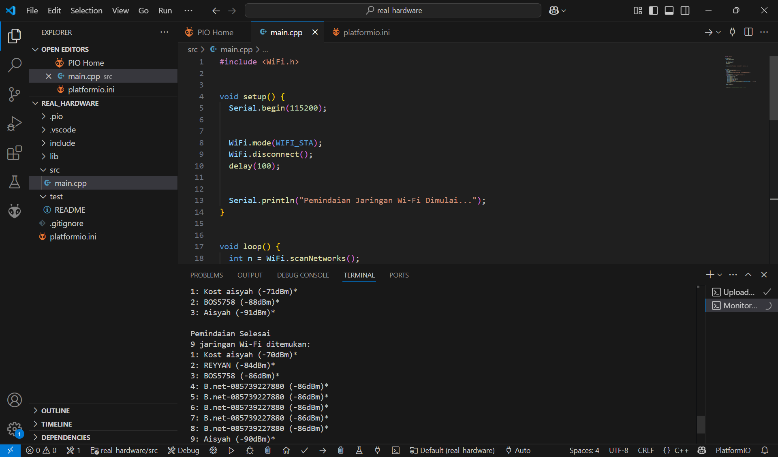 File Edit Selection View Go Run ··· real hardware
EXPLORER ···
OPEN EDITORS
PIO Home
main.cpp src
platformio.ini
REAL_HARDWARE
.pio
.vscode
include
lib
src
main.cpp
test
README
.gitignore
platformio.ini
OUTLINE
TIMELINE
DEPENDENCIES
PIO Home main.cpp platformio.ini
src > main.cpp > ...
1 #include <WiFi.h>
2
3
4 void setup() {
5 Serial.begin(115200);
6
7
8 WiFi.mode(WIFI_STA);
9 WiFi.disconnect();
10 delay(100);
11
12
13 Serial.println("Pemindaian Jaringan Wi-Fi Dimulai...");
14 }
15
16
17 void loop() {
18 int n = WiFi.scanNetworks();
PROBLEMS OUTPUT DEBUG CONSOLE TERMINAL PORTS
1: Kost aisyah (-71dBm)*
2: BOS5758 (-88dBm)*
3: Aisyah (-91dBm)*
Pemindaian Selesai
9 jaringan Wi-Fi ditemukan:
1: Kost aisyah (-70dBm)*
2: REYYAN (-84dBm)*
3: BOS5758 (-86dBm)*
4: B.net-085739227880 (-86dBm)*
5: B.net-085739227880 (-86dBm)*
6: B.net-085739227880 (-86dBm)*
7: B.net-085739227880 (-86dBm)*
8: B.net-085739227880 (-86dBm)*
9: Aisyah (-90dBm)*
Upload...
Monitor...
1
0 0 1 real hardware/src Debug Default (real hardware) Auto Spaces: 4 UTF-8 CRLF {} C++ PlatformIO